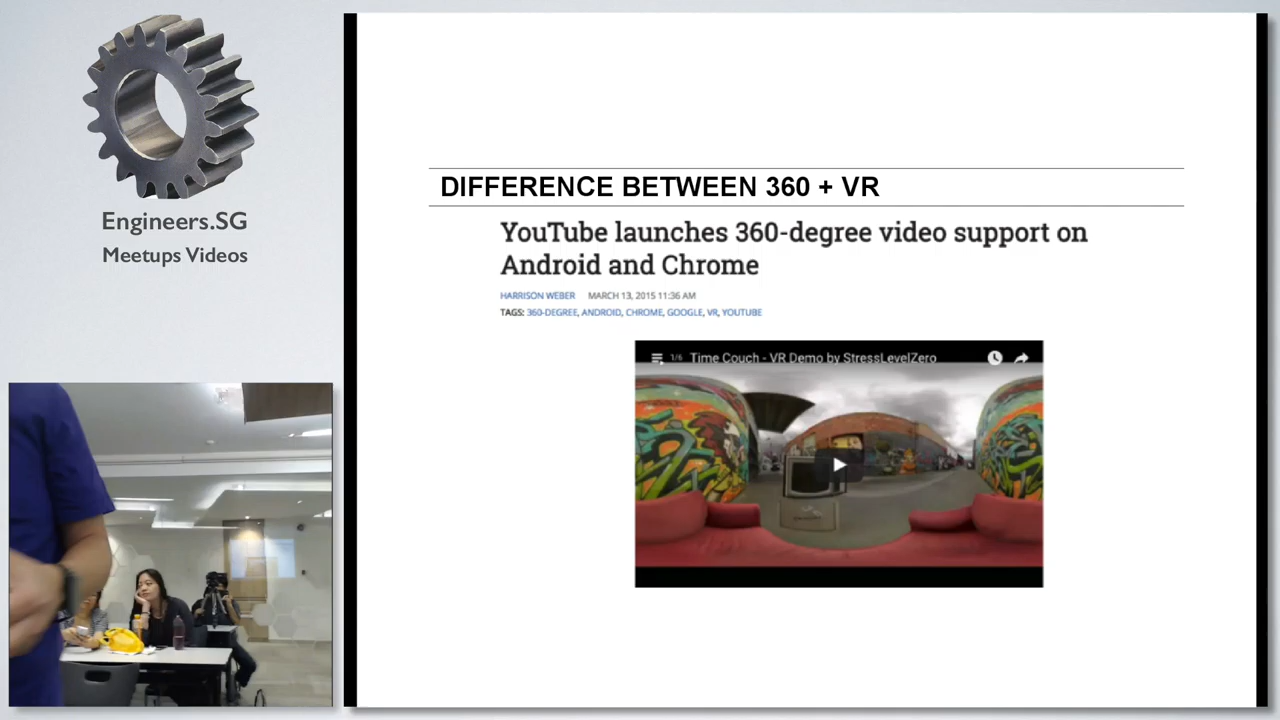 Engineers.SG
Meetups Videos
DIFFERENCE BETWEEN 360 + VR
YouTube launches 360-degree video support on
Android and Chrome
HARRISON WEBER MARCH 13, 2015 11:36 AM
TAGS: 360-DEGREE, ANDROID, CHROME, GOOGLE, VR, YOUTUBE
1/6 Time Couch - VR Demo by StressLevelZero